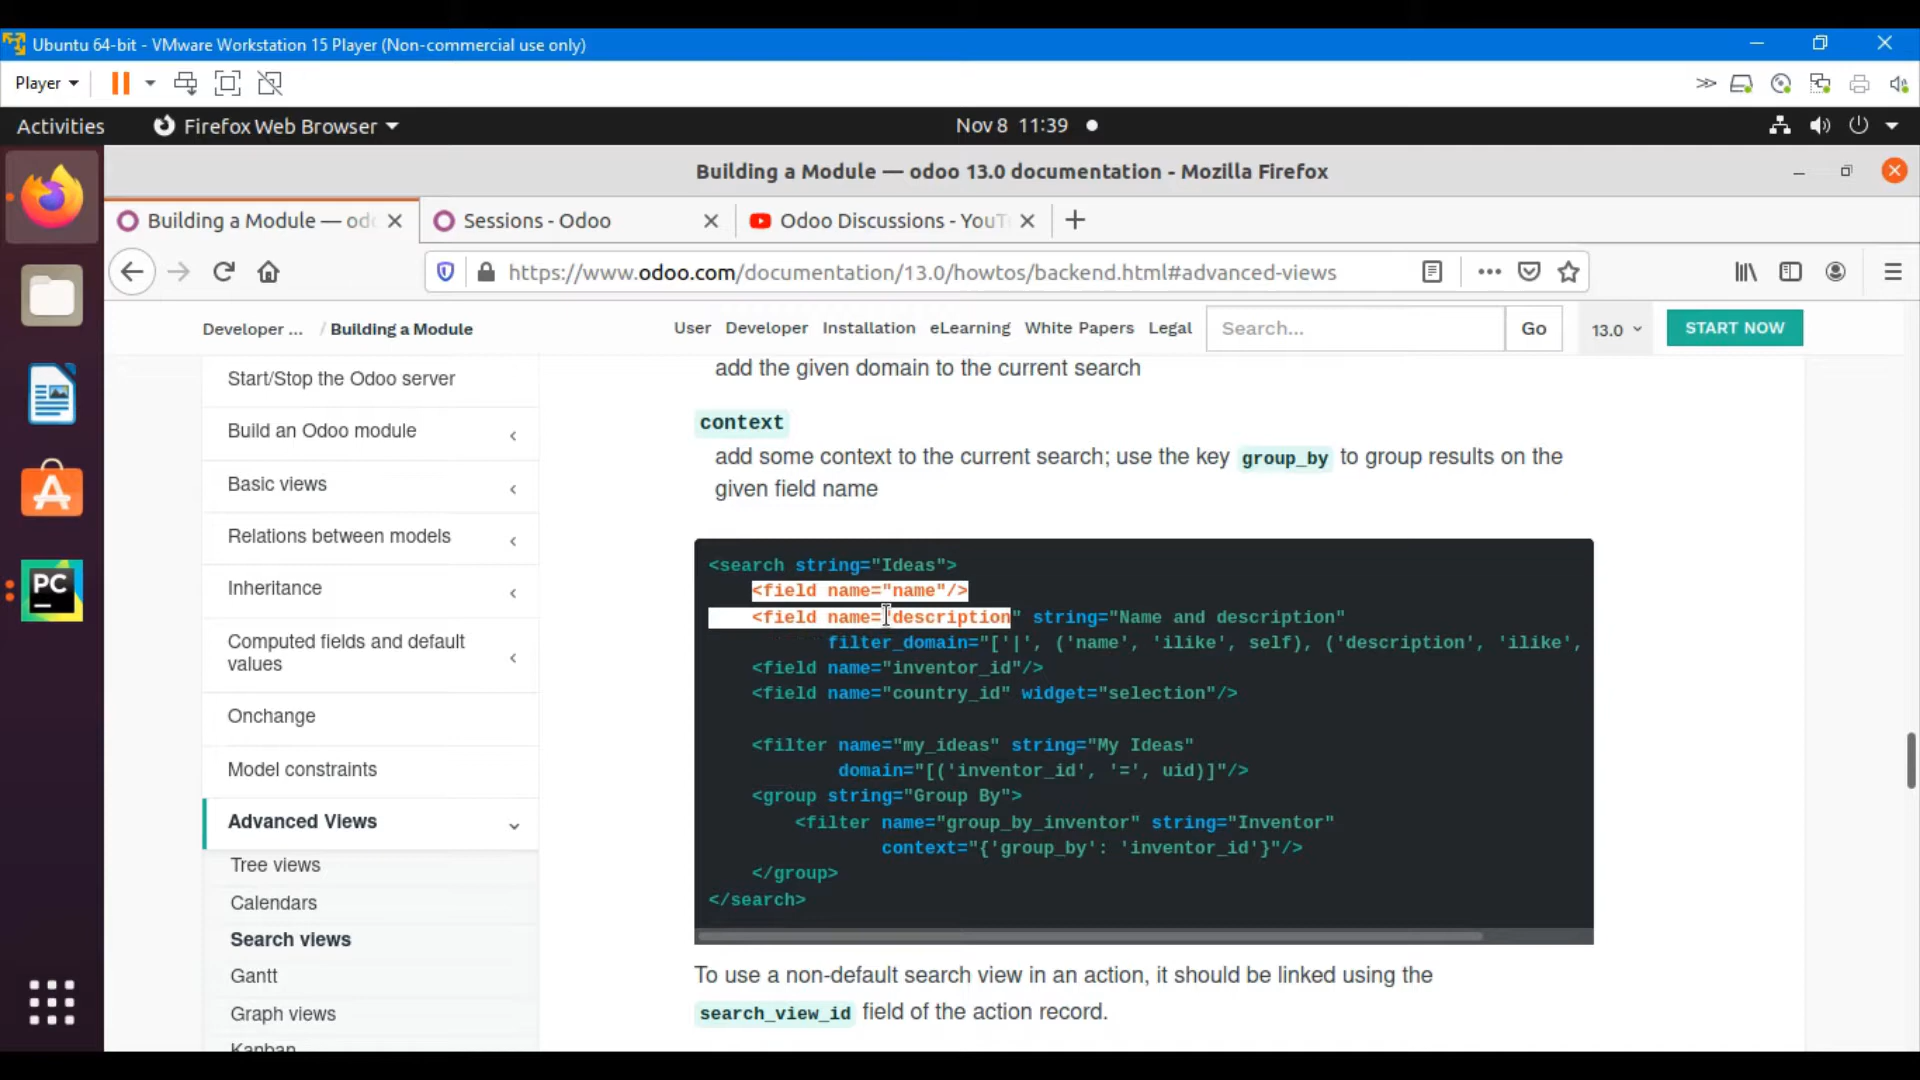 Ubuntu 64-bit - VMware Workstation 15 Player (Non-commercial use only)
Player
Activities
Firefox Web Browser
Nov 8 11:39
Building a Module — odoo 13.0 documentation - Mozilla Firefox
Building a Module — od
Sessions - Odoo
Odoo Discussions - YouT
https://www.odoo.com/documentation/13.0/howtos/backend.html#advanced-views
Developer ... / Building a Module
User Developer Installation eLearning White Papers Legal
Search...
Go
13.0
START NOW
Start/Stop the Odoo server
Build an Odoo module
Basic views
Relations between models
Inheritance
Computed fields and default
values
Onchange
Model constraints
Advanced Views
Tree views
Calendars
Search views
Gantt
Graph views
Kanban
add the given domain to the current search
context
add some context to the current search; use the key group_by to group results on the
given field name
<search string="Ideas">
<field name="name"/>
<field name="description" string="Name and description"
filter_domain="['|', ('name', 'ilike', self), ('description', 'ilike',
<field name="inventor_id"/>
<field name="country_id" widget="selection"/>
<filter name="my_ideas" string="My Ideas"
domain="[('inventor_id', '=', uid)]"/>
<group string="Group By">
<filter name="group_by_inventor" string="Inventor"
context="{'group_by': 'inventor_id'}"/>
</group>
</search>
To use a non-default search view in an action, it should be linked using the
search_view_id field of the action record.
PC